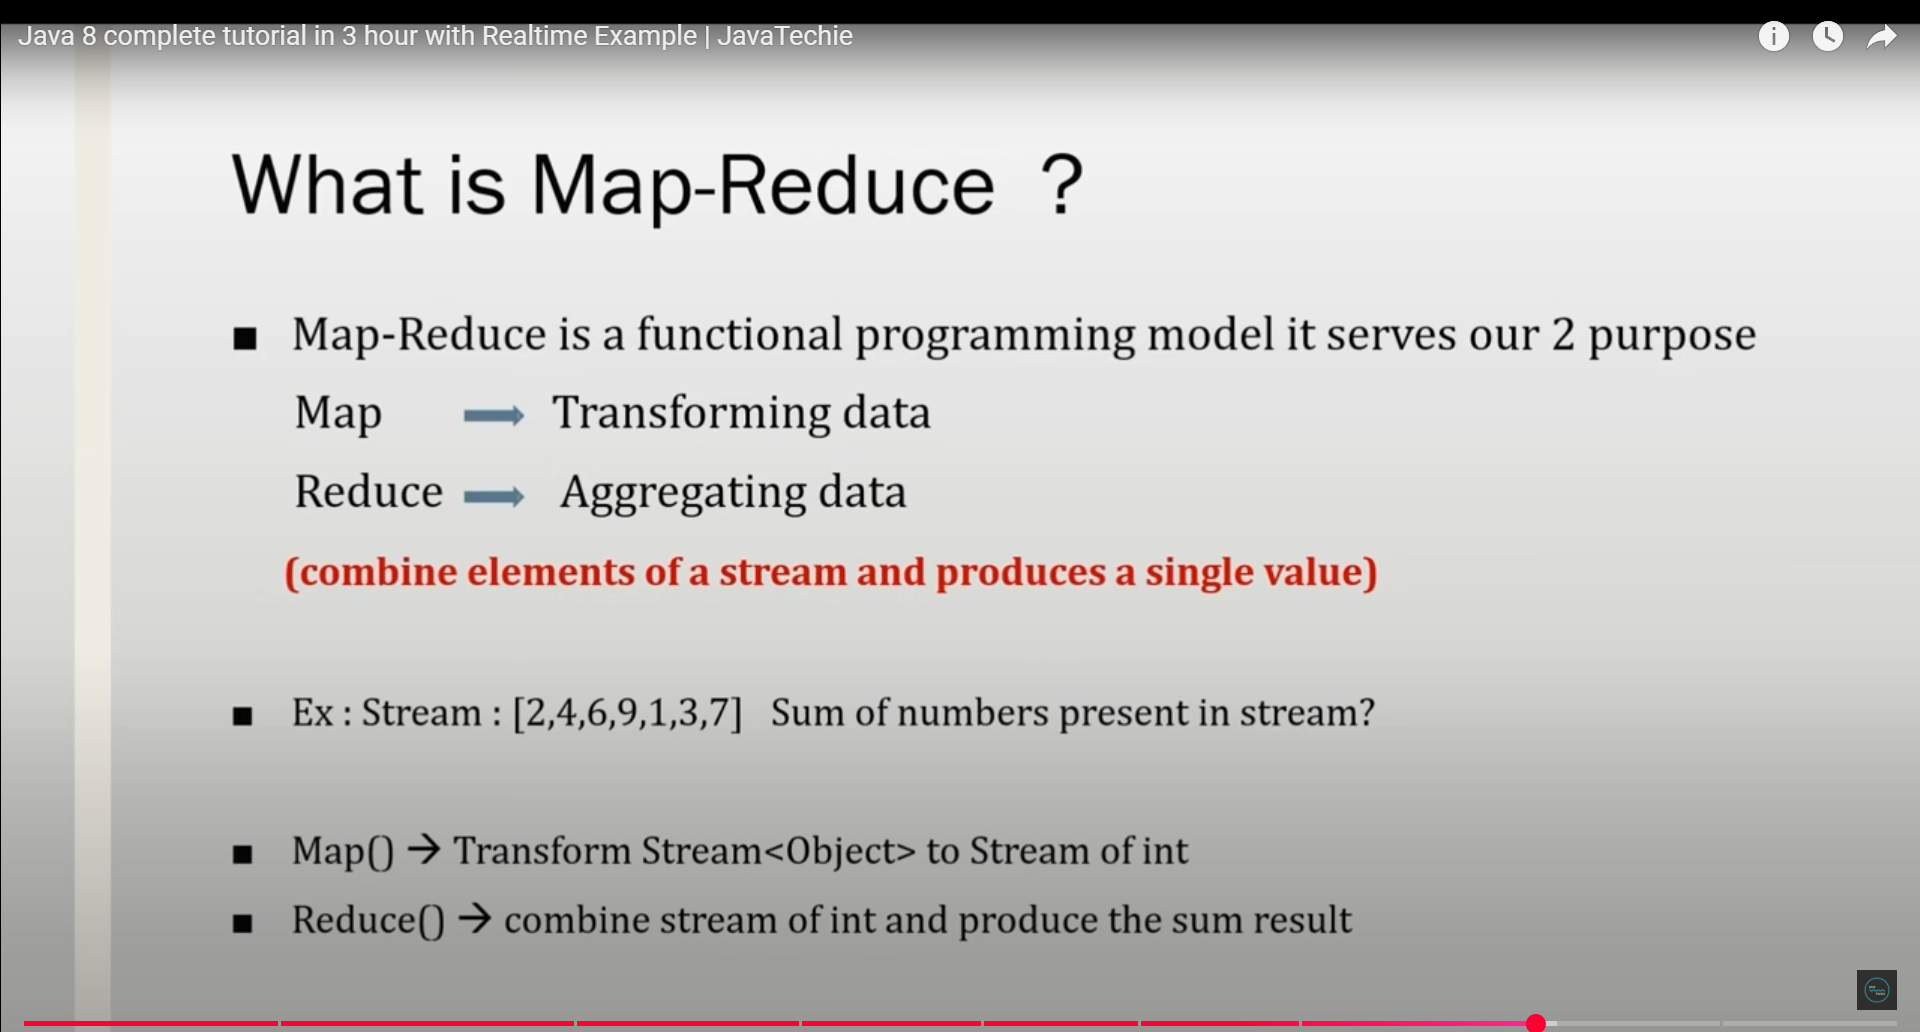 Java 8 complete tutorial in 3 hour with Realtime Example | JavaTechie
What is Map-Reduce ?
■ Map-Reduce is a functional programming model it serves our 2 purpose
Map → Transforming data
Reduce → Aggregating data
(combine elements of a stream and produces a single value)
■ Ex : Stream : [2,4,6,9,1,3,7] Sum of numbers present in stream?
■ Map() → Transform Stream<Object> to Stream of int
■ Reduce() → combine stream of int and produce the sum result